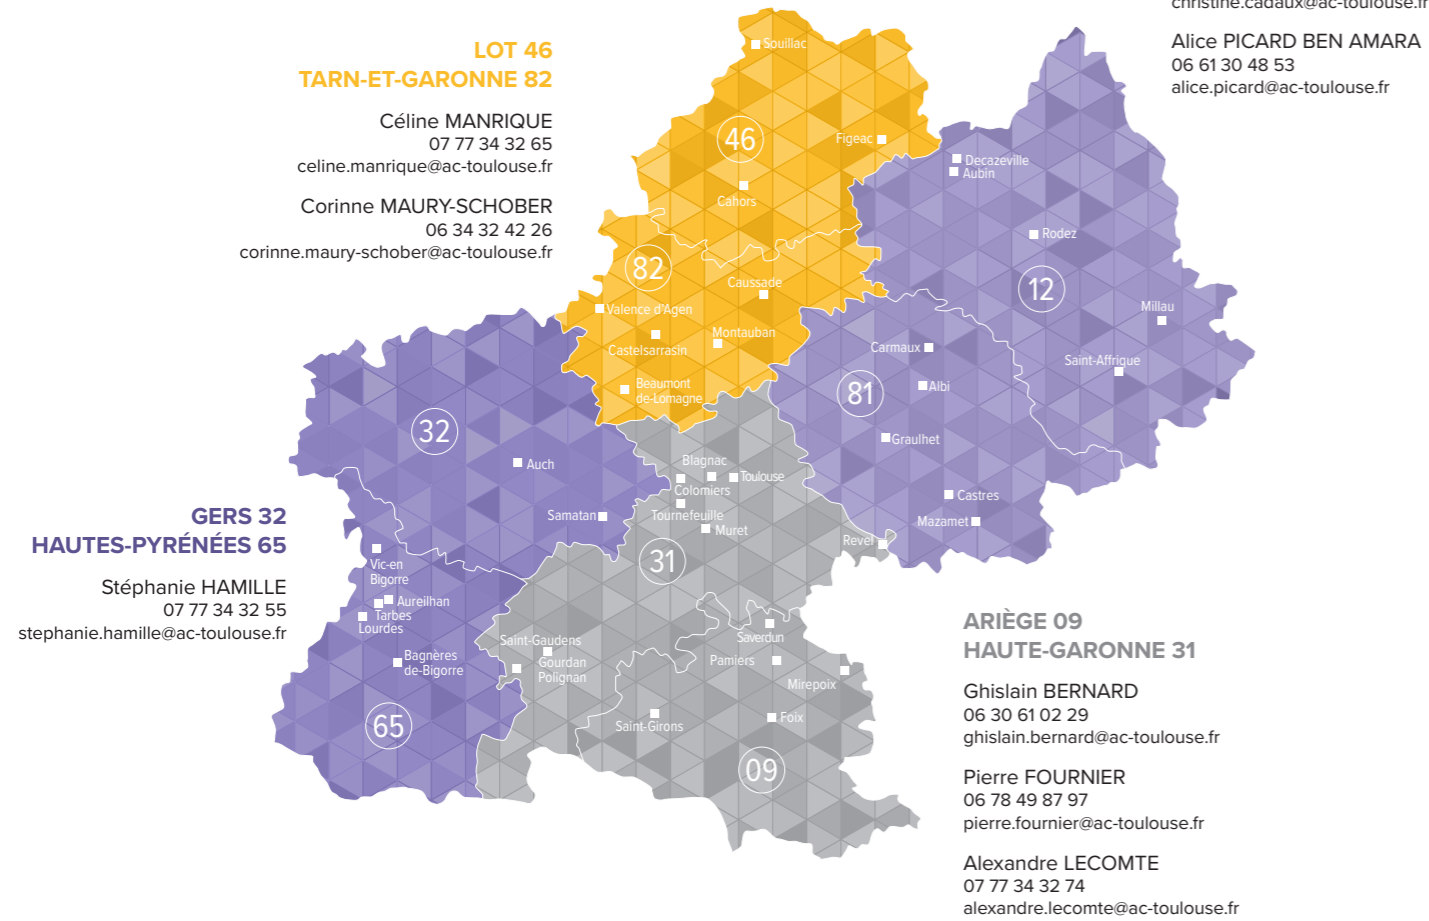 christine.cadaux@ac-toulouse.fr
Alice PICARD BEN AMARA
06 61 30 48 53
alice.picard@ac-toulouse.fr
LOT 46
TARN-ET-GARONNE 82
Céline MANRIQUE
07 77 34 32 65
celine.manrique@ac-toulouse.fr
Corinne MAURY-SCHOBER
06 34 32 42 26
corinne.maury-schober@ac-toulouse.fr
Souillac
46
Figeac
Cahors
82
Caussade
Valence d'Agen
Montauban
Castelsarrasin
Beaumont
de-Lomagne
Decazeville
Aubin
Rodez
12
Millau
Saint-Affrique
Carmaux
81
Albi
Graulhet
Castres
Mazamet
32
Auch
Samatan
Blagnac
Toulouse
Colomiers
Tournefeuille
Muret
Revel
31
GERS 32
HAUTES-PYRÉNÉES 65
Stéphanie HAMILLE
07 77 34 32 55
stephanie.hamille@ac-toulouse.fr
Vic-en
Bigorre
Aureilhan
Tarbes
Lourdes
Bagnères
de-Bigorre
65
Saint-Gaudens
Gourdan
Polignan
Saverdun
Pamiers
Mirepoix
Saint-Girons
Foix
09
ARIÈGE 09
HAUTE-GARONNE 31
Ghislain BERNARD
06 30 61 02 29
ghislain.bernard@ac-toulouse.fr
Pierre FOURNIER
06 78 49 87 97
pierre.fournier@ac-toulouse.fr
Alexandre LECOMTE
07 77 34 32 74
alexandre.lecomte@ac-toulouse.fr